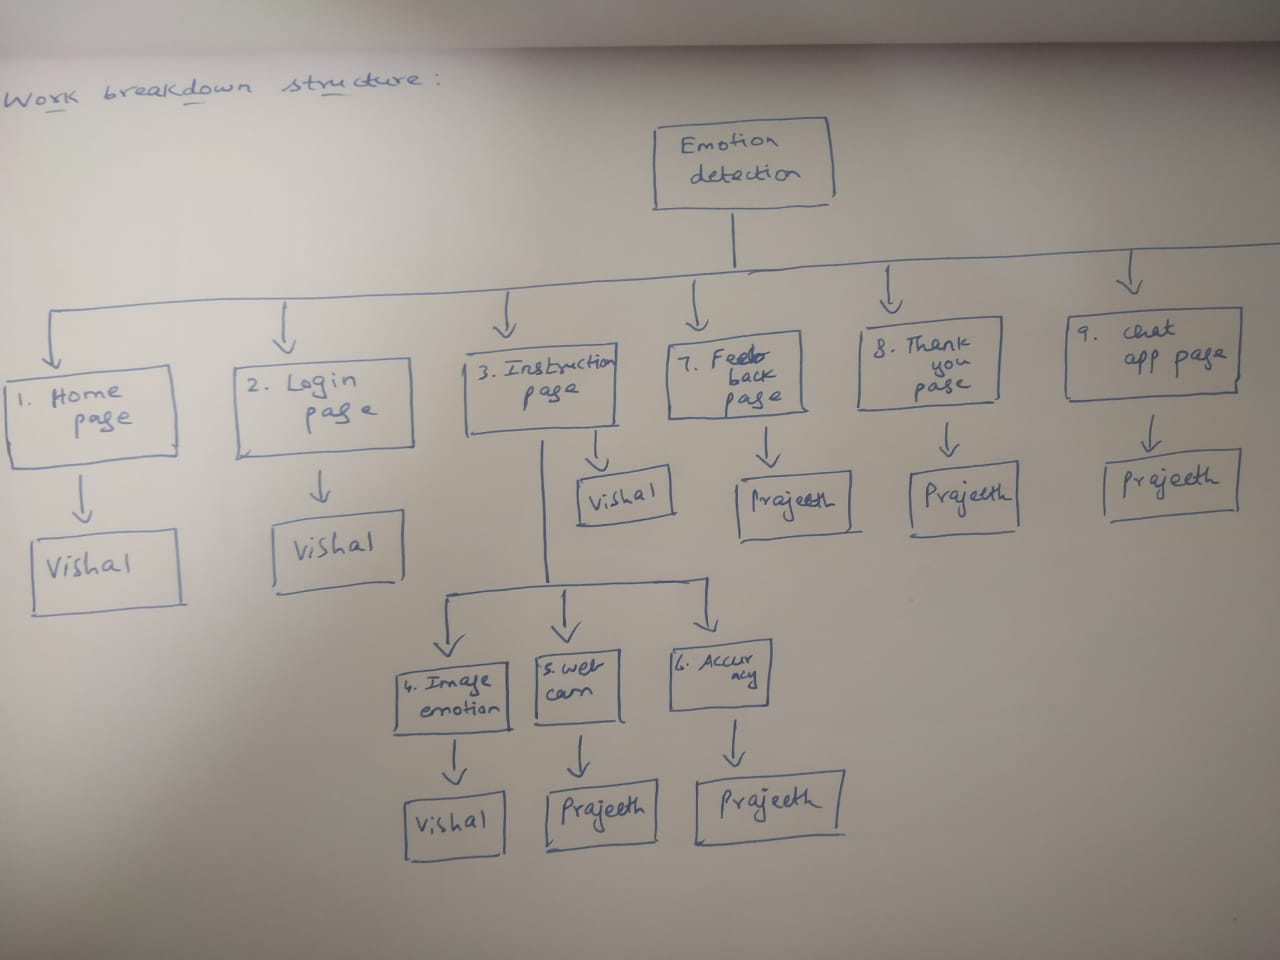 Work breakdown structure:
Emotion
detection
1. Home
page
2. Login
page
3. Instruction
page
7. Feed
back
page
8. Thank
you
page
9. chat
app page
Vishal
Vishal
Vishal
Prajeeth
Prajeeth
Prajeeth
4. Image
emotion
5. web
cam
6. Accur
acy
Vishal
Prajeeth
Prajeeth